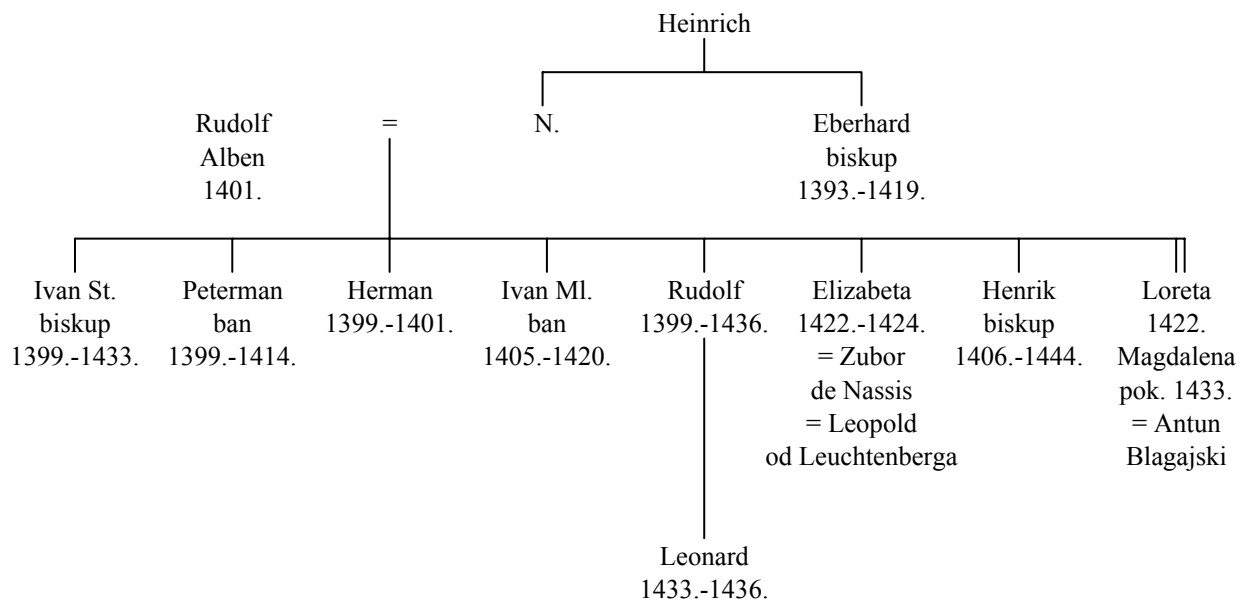 Heinrich
Rudolf
Alben
1401.
=
N.
Eberhard
biskup
1393.-1419.
Ivan St.
biskup
1399.-1433.
Peterman
ban
1399.-1414.
Herman
1399.-1401.
Ivan Ml.
ban
1405.-1420.
Rudolf
1399.-1436.
Elizabeta
1422.-1424.
= Zubor
de Nassis
= Leopold
od Leuchtenberga
Henrik
biskup
1406.-1444.
Loreta
1422.
Magdalena
pok. 1433.
= Antun
Blagajski
Leonard
1433.-1436.